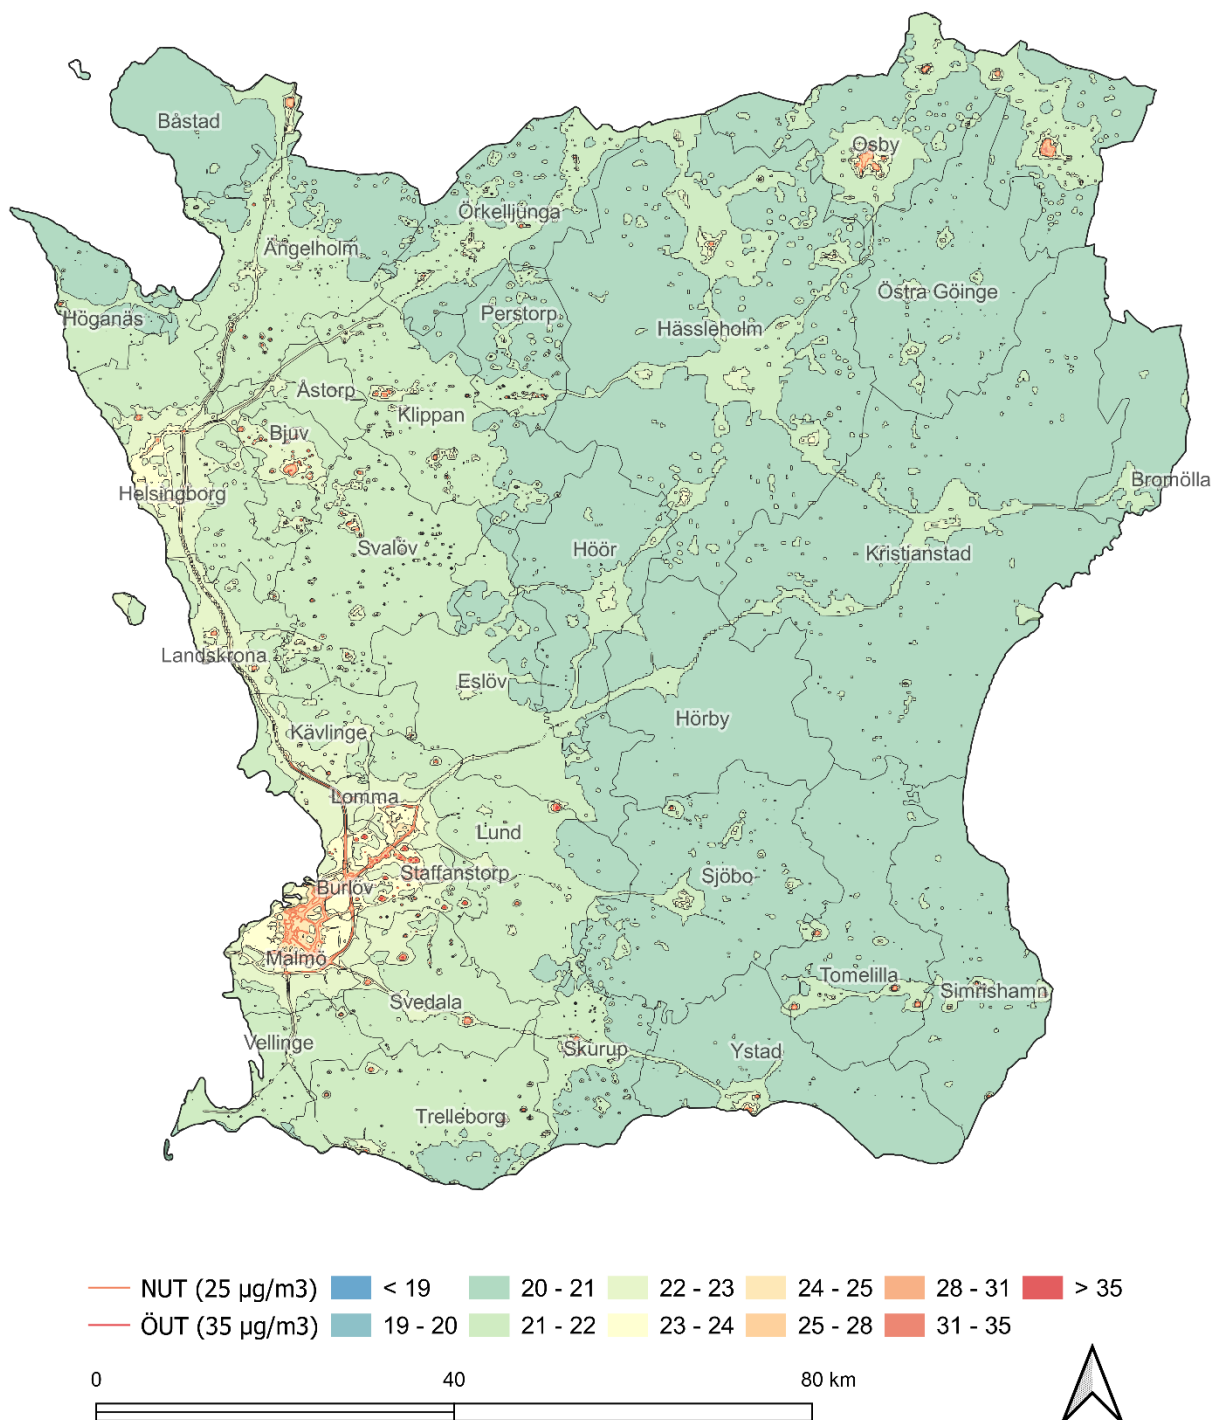 Båstad
Osby
Örkelljunga
Ängelholm
Östra Göinge
Höganäs
Perstorp
Hässleholm
Åstorp
Klippan
Bjuv
Bromölla
Helsingborg
Svalöv
Höör
Kristianstad
Landskrona
Eslöv
Hörby
Kävlinge
Lomma
Lund
Staffanstorp
Sjöbo
Burlöv
Malmö
Tomelilla
Simrishamn
Svedala
Vellinge
Skurup
Ystad
Trelleborg
NUT (25 µg/m3) < 19 20 - 21 22 - 23 24 - 25 28 - 31 > 35
ÖUT (35 µg/m3) 19 - 20 21 - 22 23 - 24 25 - 28 31 - 35
0 40 80 km